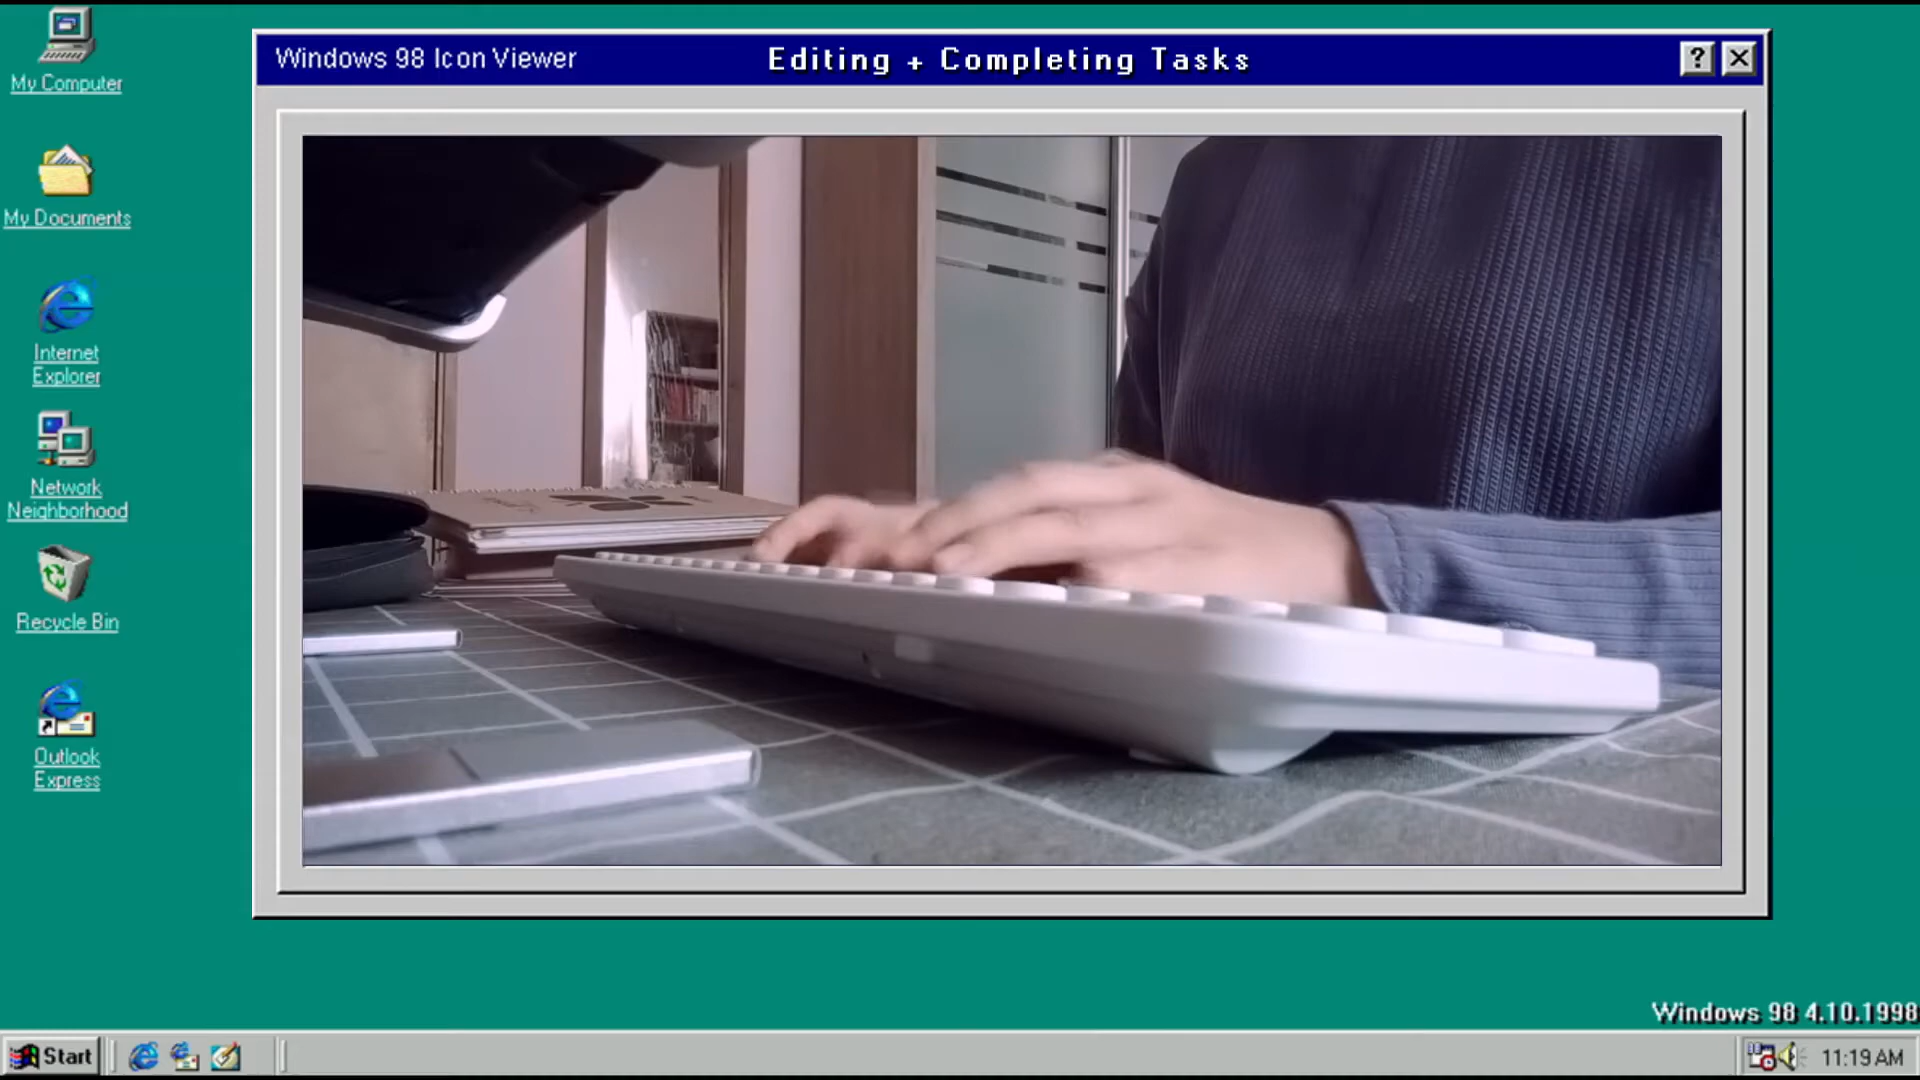 My Computer
My Documents
Internet
Explorer
Network
Neighborhood
Recycle Bin
Outlook
Express
Windows 98 Icon Viewer
Editing + Completing Tasks
?
Windows 98 4.10.1998
Start
11:19 AM